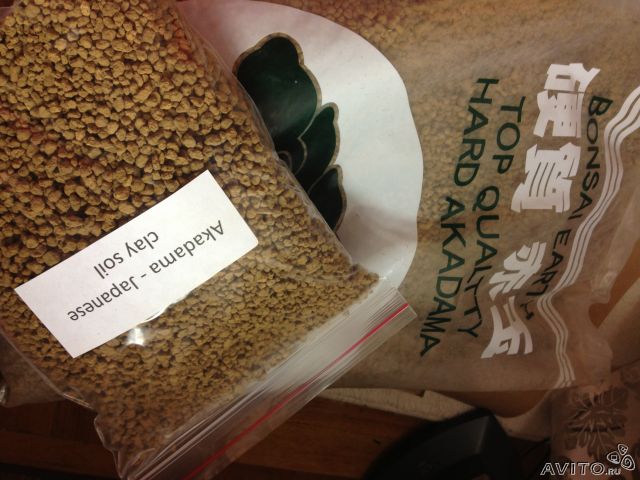 Akadama - Japanese
clay soil
BONSAI EARTH
硬質 赤玉
TOP QUALITY
HARD AKADAMA
AVITO.RU